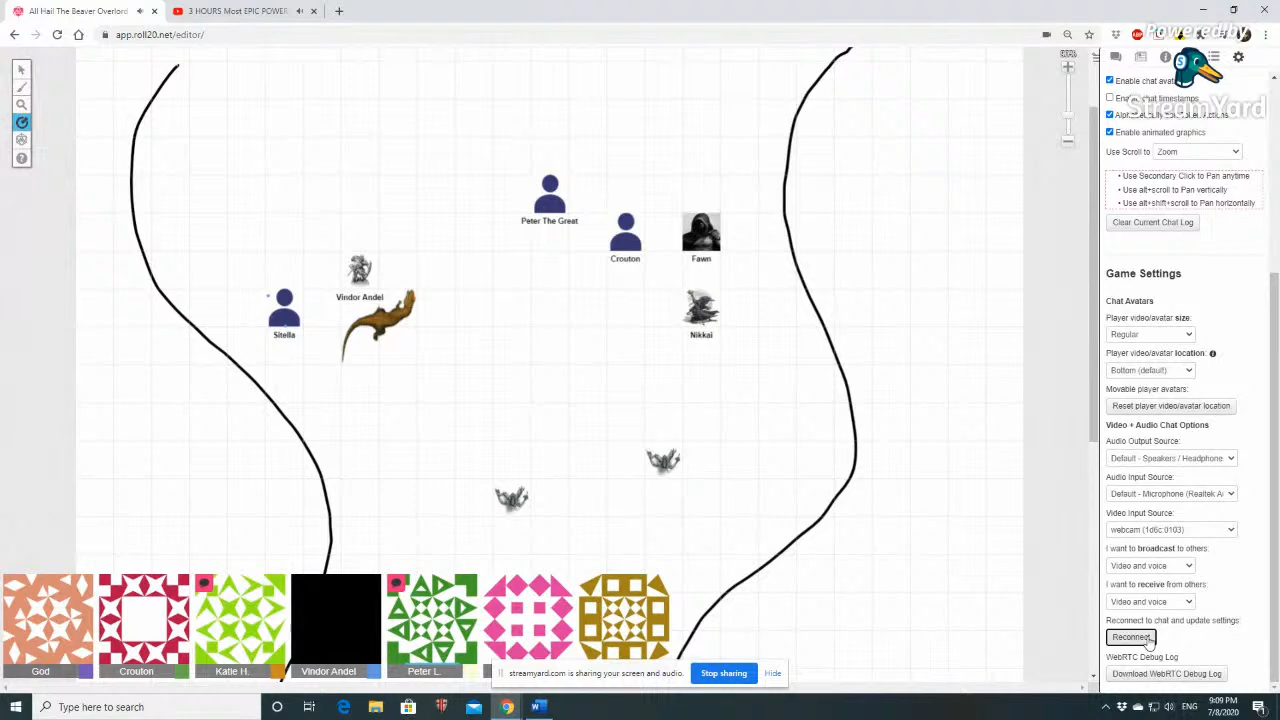 All Hail The Beaver Overlord
3 HOURS Most EPIC POWER
app.roll20.net/editor/
Powered by
StreamYard
Enable chat avata
Enable chat timestamps
Enable animated graphics
Use Scroll to
Zoom
• Use Secondary Click to Pan anytime
• Use alt+scroll to Pan vertically
• Use alt+shift+scroll to Pan horizontally
Clear Current Chat Log
Game Settings
Chat Avatars
Player video/avatar size:
Regular
Player video/avatar location:
Bottom (default)
Movable player avatars:
Reset player video/avatar location
Video + Audio Chat Options
Audio Output Source:
Default - Speakers / Headphone
Audio Input Source:
Default - Microphone (Realtek A
Video Input Source:
webcam (1d6c:0103)
I want to broadcast to others:
Video and voice
I want to receive from others:
Video and voice
Reconnect to chat and update settings:
Reconnect
WebRTC Debug Log
Download WebRTC Debug Log
Peter The Great
Crouton
Fawn
Vindor Andel
Sitella
Nikkai
God
Crouton
Katie H.
Vindor Andel
Peter L.
streamyard.com is sharing your screen and audio.
Stop sharing
Hide
Type here to search
9:09 PM
7/8/2020